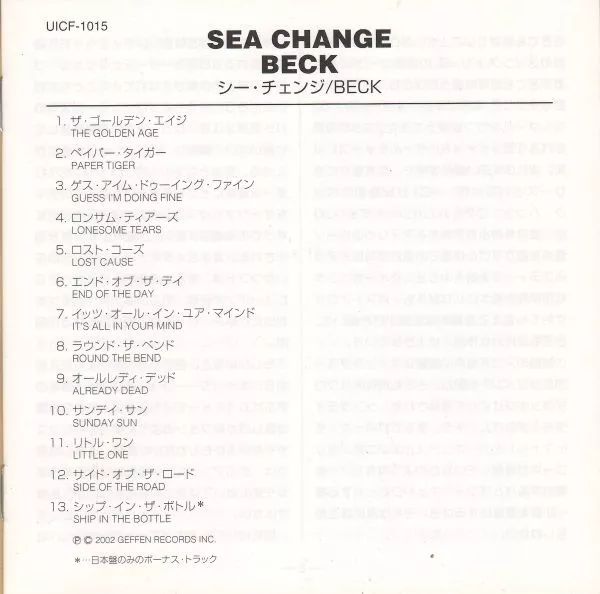 UICF-1015
SEA CHANGE
BECK
シー・チェンジ/BECK
1. ザ・ゴールデン・エイジ
THE GOLDEN AGE
2. ペイパー・タイガー
PAPER TIGER
3. ゲス・アイム・ドゥーイング・ファイン
GUESS I'M DOING FINE
4. ロンサム・ティアーズ
LONESOME TEARS
5. ロスト・コーズ
LOST CAUSE
6. エンド・オブ・ザ・デイ
END OF THE DAY
7. イッツ・オール・イン・ユア・マインド
IT'S ALL IN YOUR MIND
8. ラウンド・ザ・ベンド
ROUND THE BEND
9. オールレディ・デッド
ALREADY DEAD
10. サンデイ・サン
SUNDAY SUN
11. リトル・ワン
LITTLE ONE
12. サイド・オブ・ザ・ロード
SIDE OF THE ROAD
13. シップ・イン・ザ・ボトル*
SHIP IN THE BOTTLE
Ⓟ © 2002 GEFFEN RECORDS INC.
*…日本盤のみのボーナス・トラック